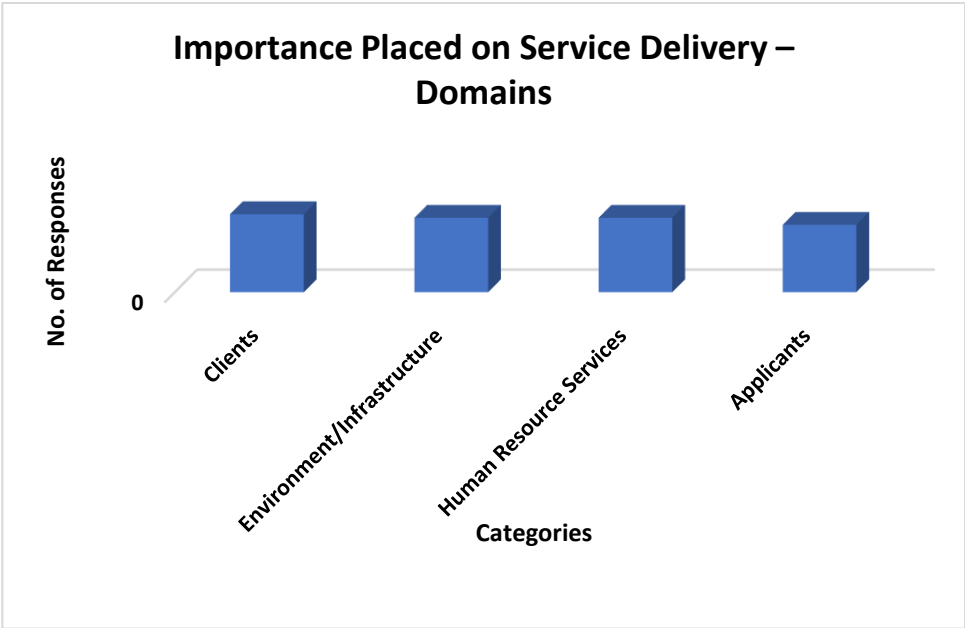 Importance Placed on Service Delivery –
Domains
No. of Responses
0
Clients
Environment/Infrastructure
Human Resource Services
Applicants
Categories